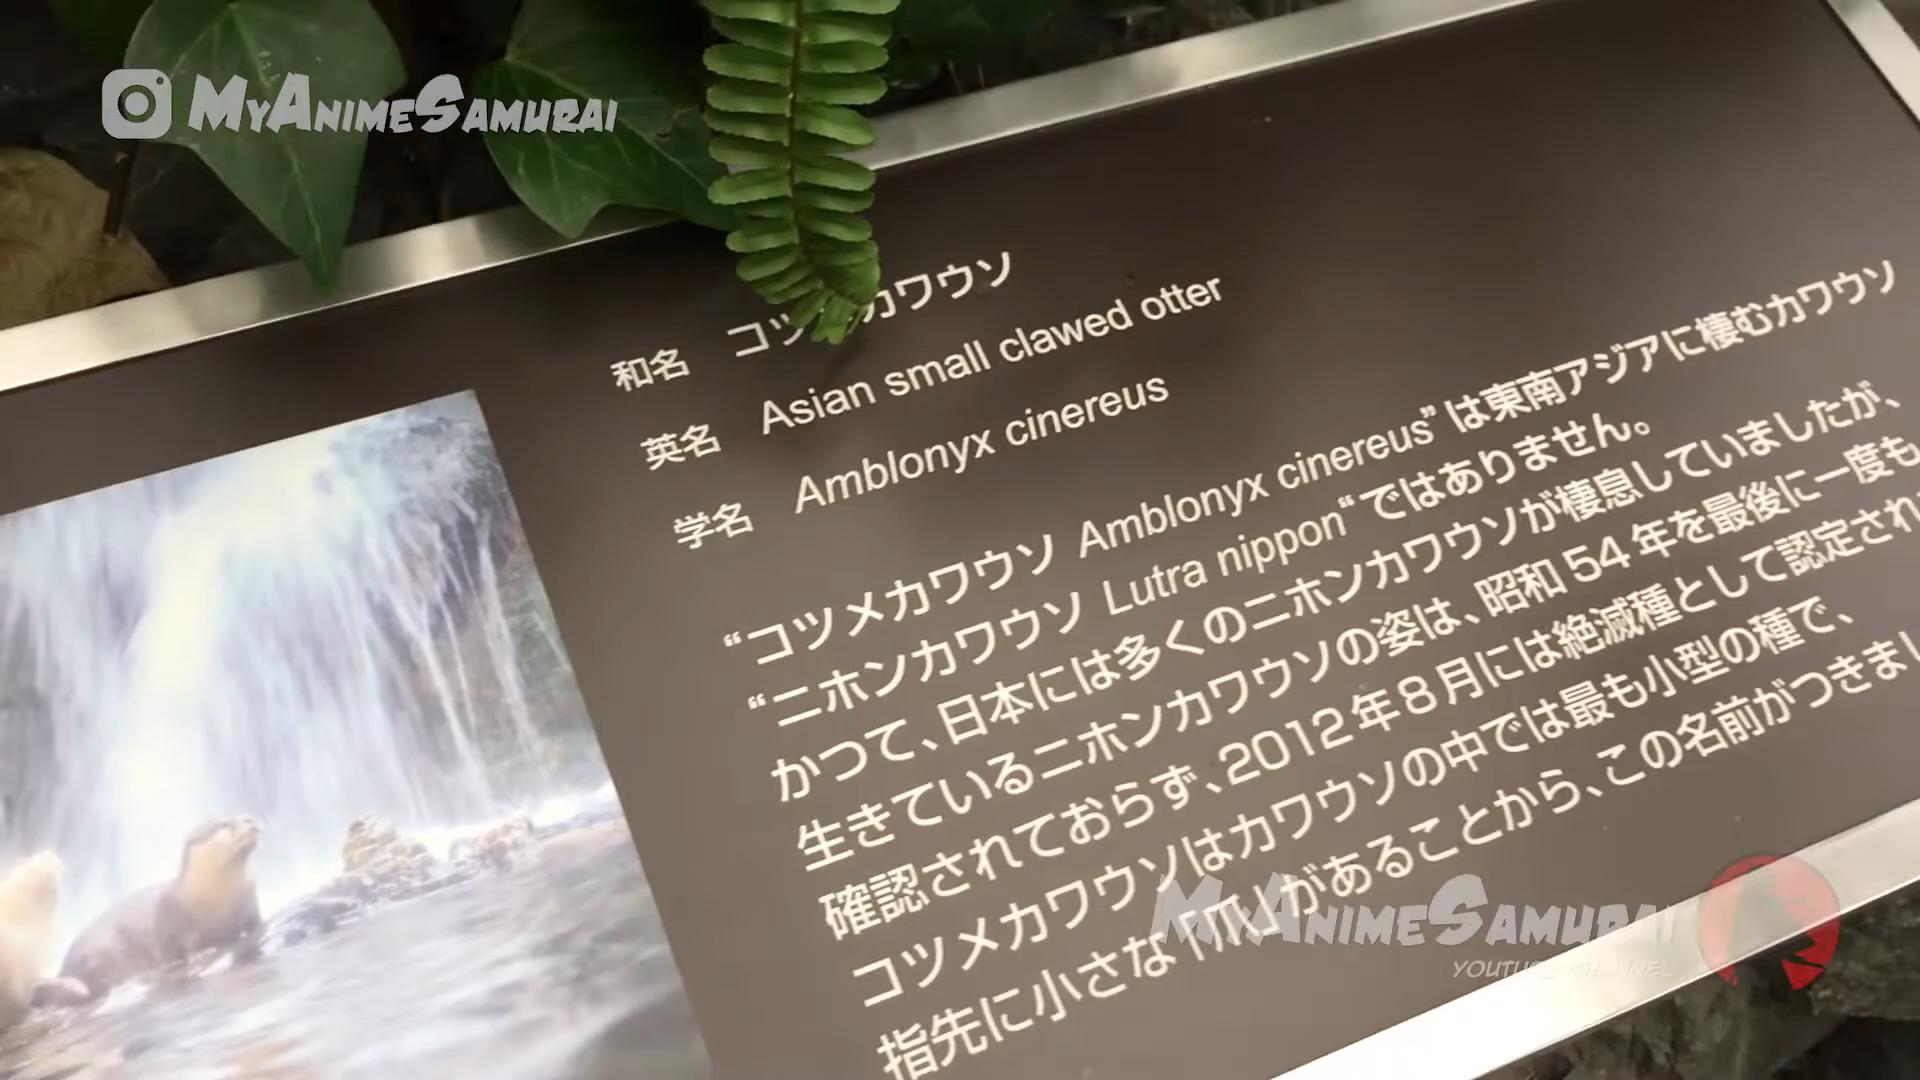 MyAnimeSamurai
和名 コツ カワウソ
英名 Asian small clawed otter
学名 Amblonyx cinereus
“コツメカワウソ Amblonyx cinereus”は東南アジアに棲むカワウソ
“ニホンカワウソ Lutra nippon“ではありません。
かつて、日本には多くのニホンカワウソが棲息していましたが、
生きているニホンカワウソの姿は、昭和54年を最後に一度も
確認されておらず、2012年8月には絶滅種として認定され
コツメカワウソはカワウソの中では最も小型の種で、
指先に小さな「爪」があることから、この名前がつきまし
MyAnimeSamurai
YOUTUBE CHANNEL